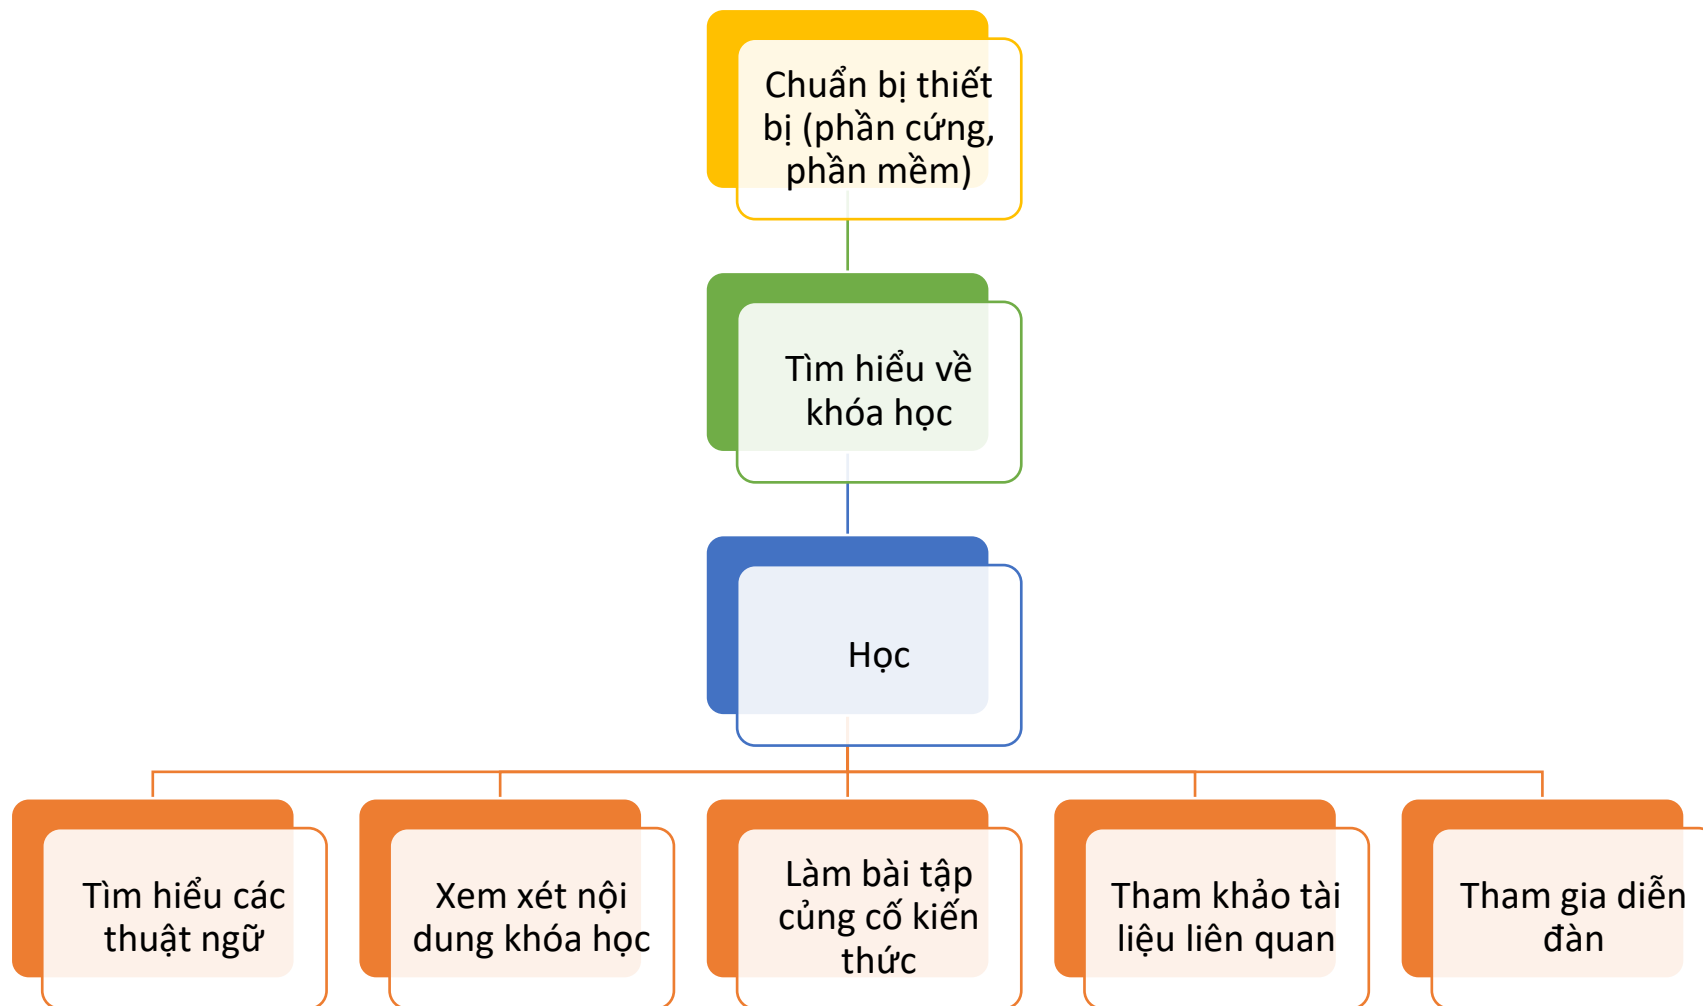 Chuẩn bị thiết
bị (phần cứng,
phần mềm)
Tìm hiểu về
khóa học
Học
Tìm hiểu các
thuật ngữ
Xem xét nội
dung khóa học
Làm bài tập
củng cố kiến
thức
Tham khảo tài
liệu liên quan
Tham gia diễn
đàn